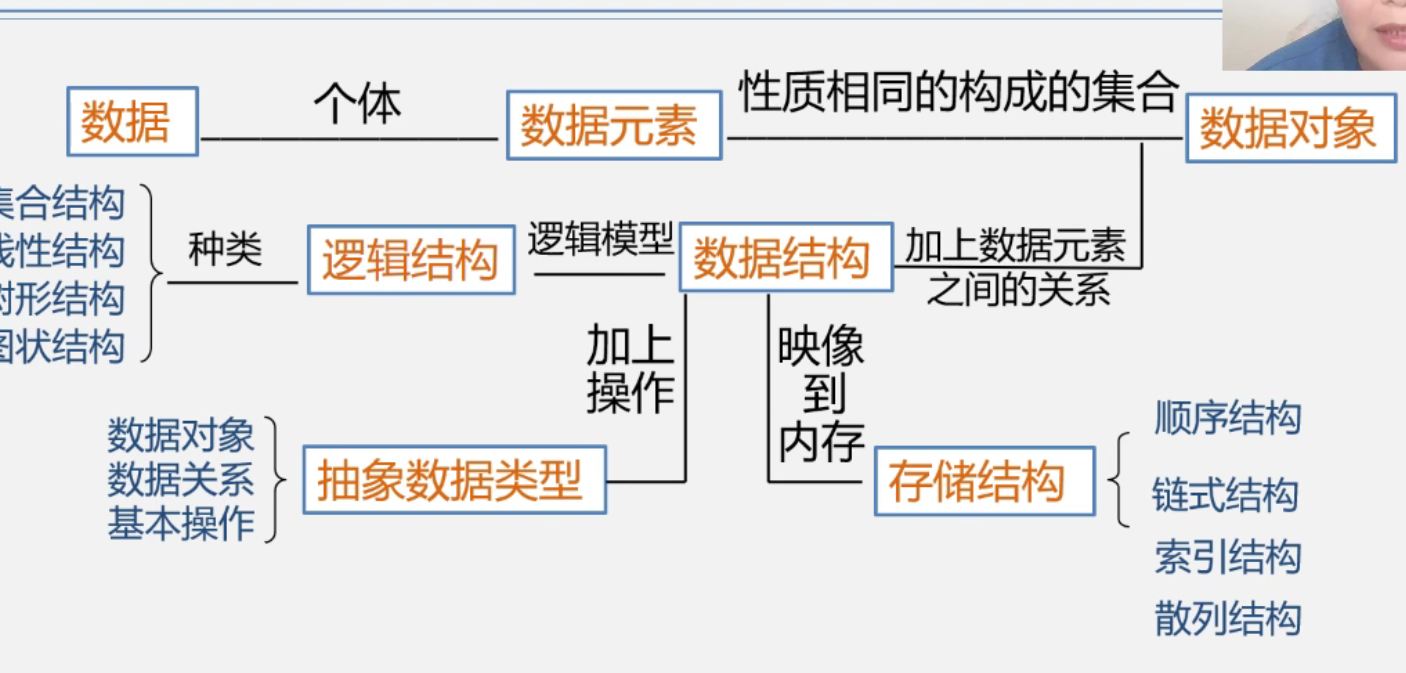 个体
性质相同的构成的集合
数据
数据元素
数据对象
集合结构
线性结构
树形结构
图状结构
种类
逻辑结构
逻辑模型
数据结构
加上数据元素
之间的关系
加上
操作
映像
到
内存
数据对象
数据关系
基本操作
抽象数据类型
存储结构
顺序结构
链式结构
索引结构
散列结构